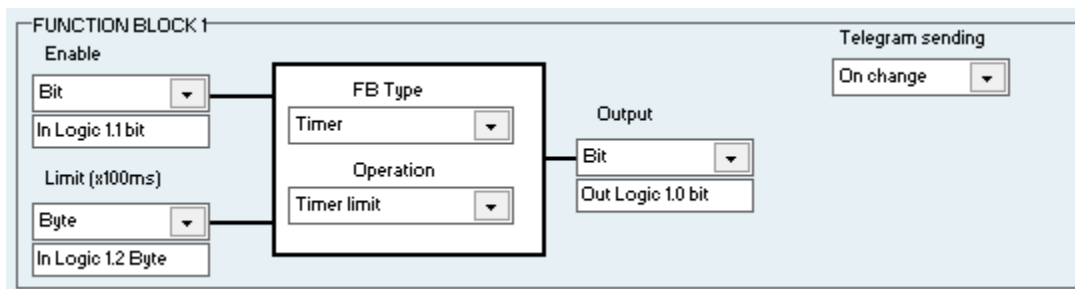 FUNCTION BLOCK 1
Enable
Bit
In Logic 1.1 bit
Limit (x100ms)
Byte
In Logic 1.2 Byte
FB Type
Timer
Operation
Timer limit
Output
Bit
Out Logic 1.0 bit
Telegram sending
On change